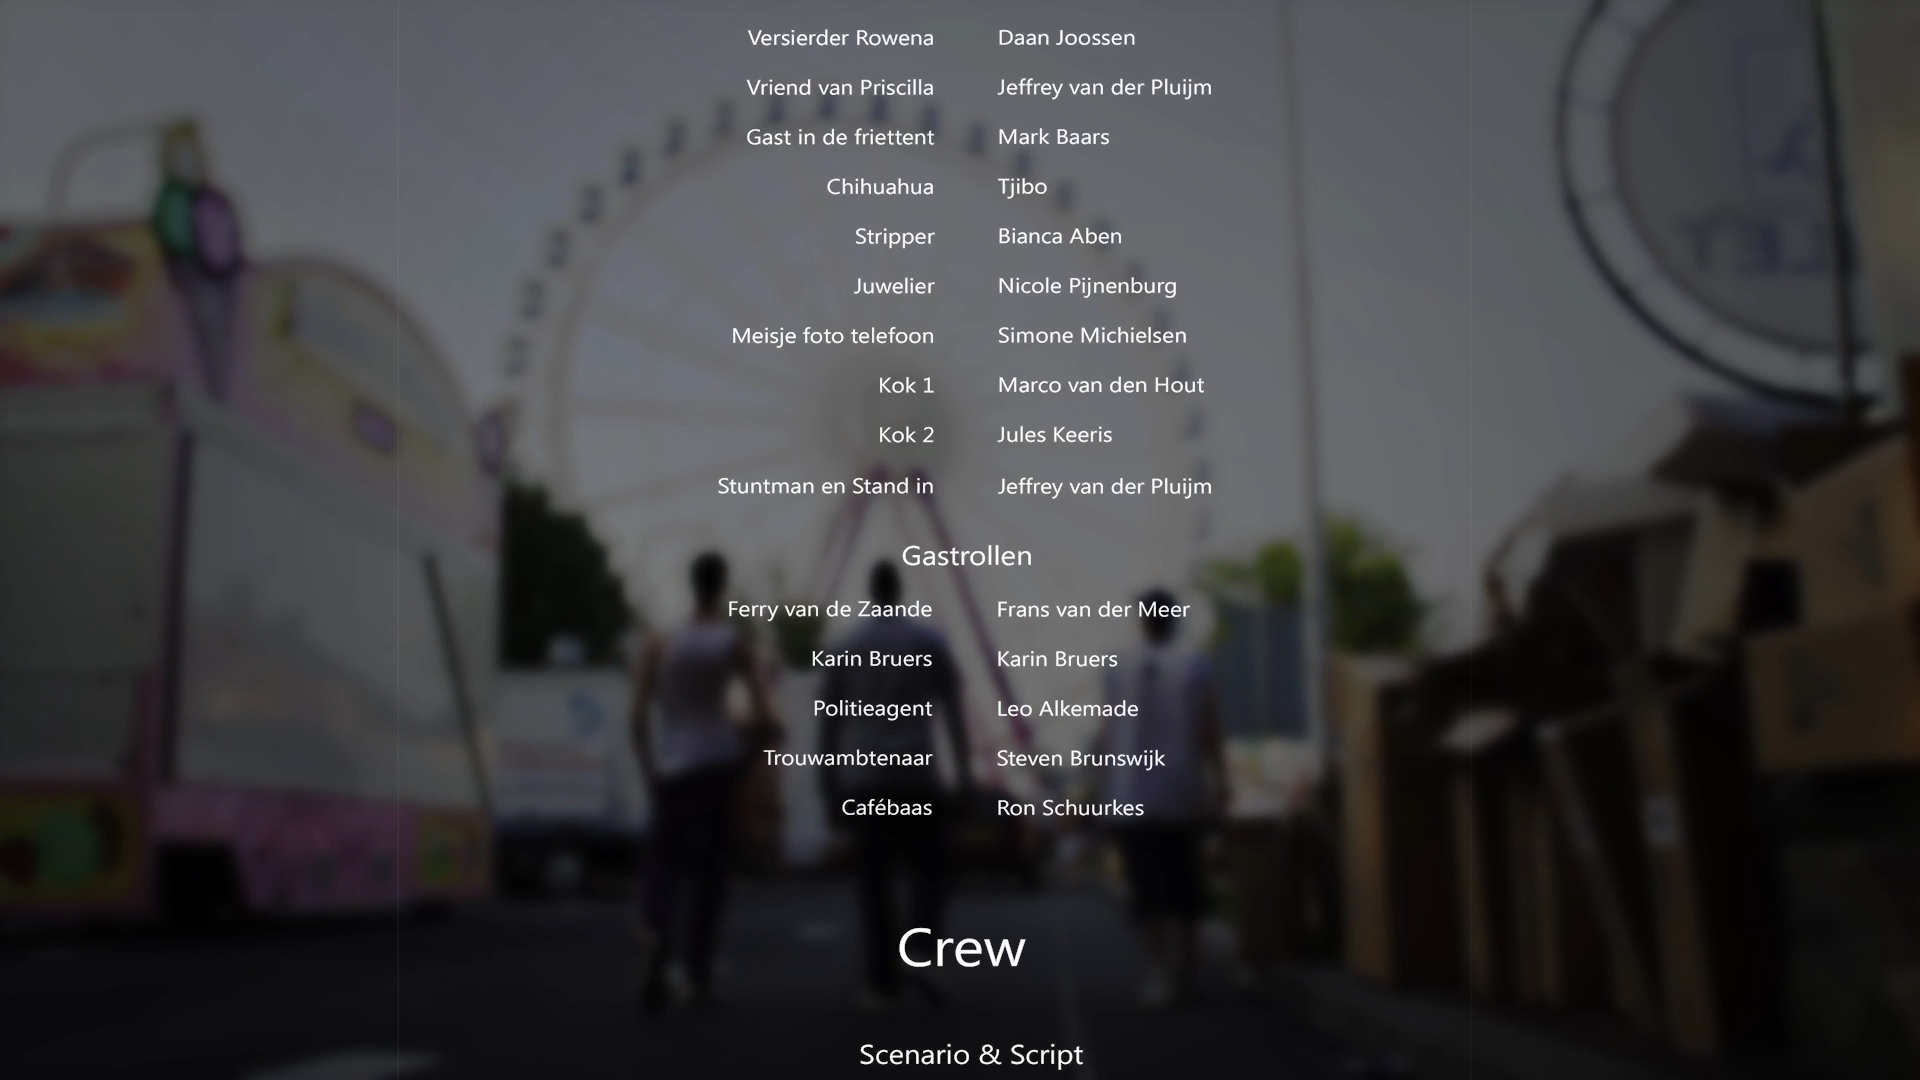 Versierder Rowena Daan Joossen
Vriend van Priscilla Jeffrey van der Pluijm
Gast in de friettent Mark Baars
Chihuahua Tjibo
Stripper Bianca Aben
Juwelier Nicole Pijnenburg
Meisje foto telefoon Simone Michielsen
Kok 1 Marco van den Hout
Kok 2 Jules Keeris
Stuntman en Stand in Jeffrey van der Pluijm
Gastrollen
Ferry van de Zaande Frans van der Meer
Karin Bruers Karin Bruers
Politieagent Leo Alkemade
Trouwambtenaar Steven Brunswijk
Cafébaas Ron Schuurkes
Crew
Scenario & Script